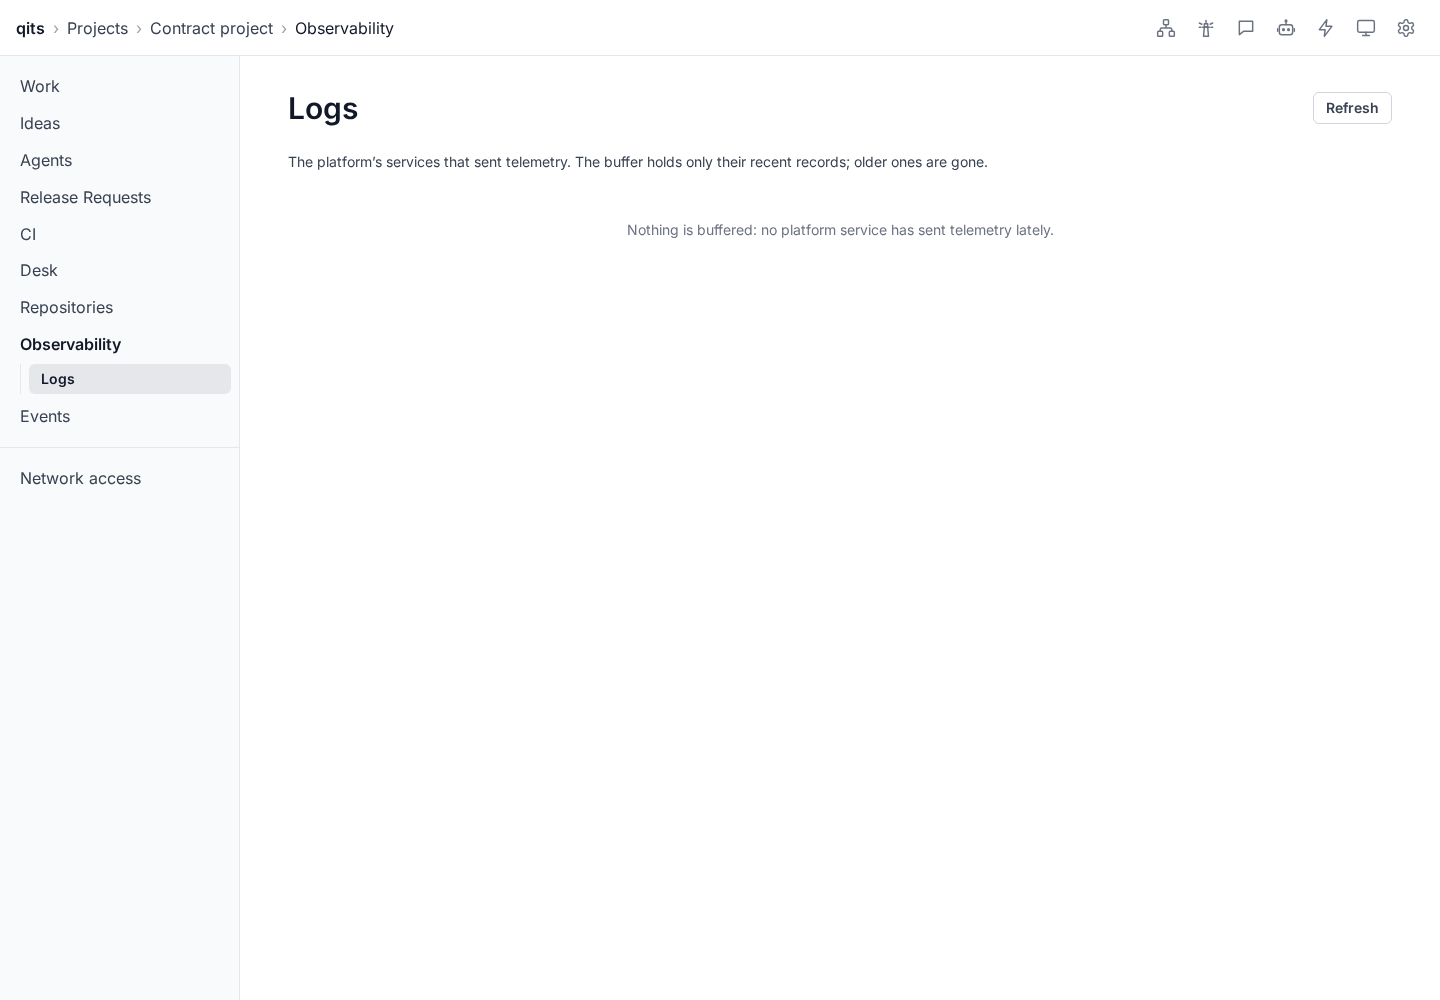 qits › Projects › Contract project › Observability
Work
Ideas
Agents
Release Requests
CI
Desk
Repositories
Observability
Logs
Events
Network access
Logs
Refresh
The platform’s services that sent telemetry. The buffer holds only their recent records; older ones are gone.
Nothing is buffered: no platform service has sent telemetry lately.